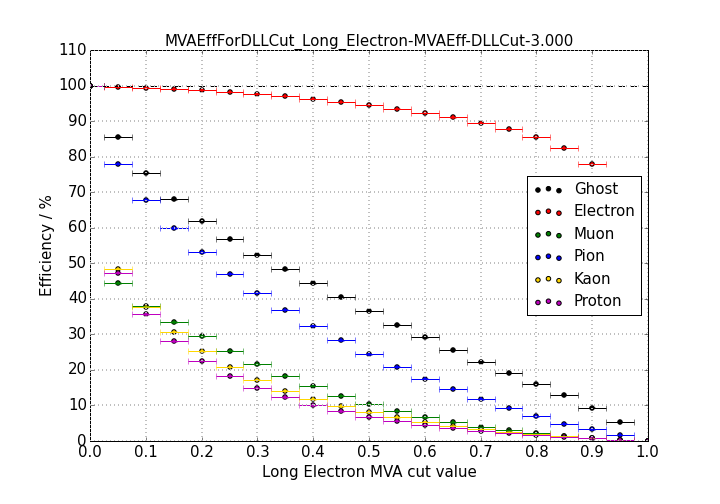 MVAEffForDLLCut_Long_Electron-MVAEff-DLLCut-3.000
110
100
90
80
70
60
50
40
30
20
10
0
Efficiency / %
Ghost
Electron
Muon
Pion
Kaon
Proton
0.0 0.1 0.2 0.3 0.4 0.5 0.6 0.7 0.8 0.9 1.0
Long Electron MVA cut value